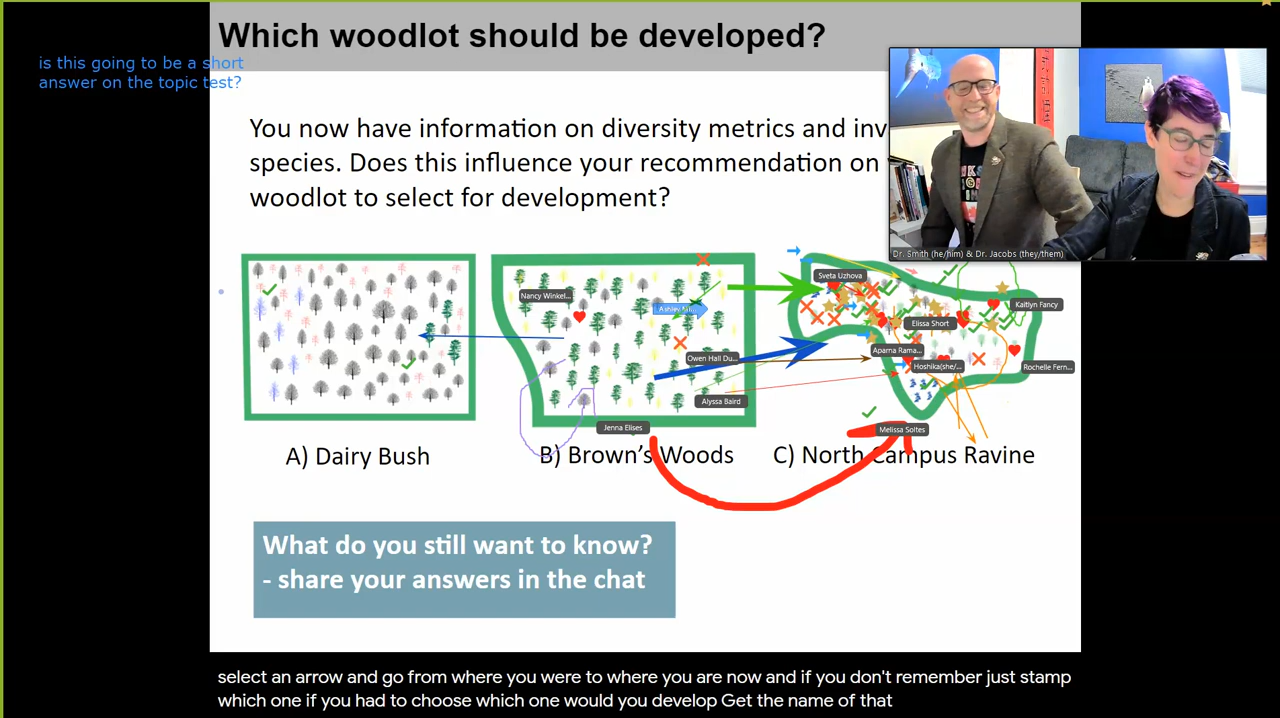 Which woodlot should be developed?
is this going to be a short
answer on the topic test?
You now have information on diversity metrics and inv
species. Does this influence your recommendation on
woodlot to select for development?
Dr. Smith (he/him) & Dr. Jacobs (they/them)
Sveta Uzhova
Nancy Winkel...
Kaitlyn Fancy
Elissa Short
Aparna Rama...
Owen Hall Du...
Hoshika(she/...
Rochelle Fern...
Alyssa Baird
Jenna Elises
Melissa Soltes
A) Dairy Bush
B) Brown's Woods
C) North Campus Ravine
What do you still want to know?
- share your answers in the chat
select an arrow and go from where you were to where you are now and if you don't remember just stamp
which one if you had to choose which one would you develop Get the name of that